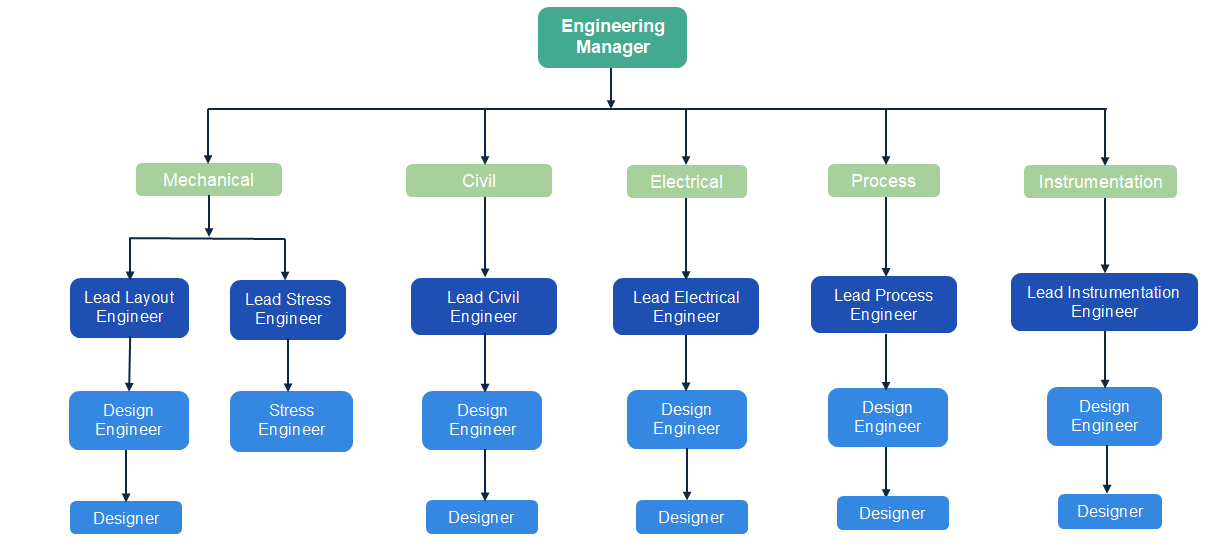 Engineering
Manager
Mechanical
Civil
Electrical
Process
Instrumentation
Lead Layout
Engineer
Lead Stress
Engineer
Lead Civil
Engineer
Lead Electrical
Engineer
Lead Process
Engineer
Lead Instrumentation
Engineer
Design
Engineer
Stress
Engineer
Design
Engineer
Design
Engineer
Design
Engineer
Design
Engineer
Designer
Designer
Designer
Designer
Designer